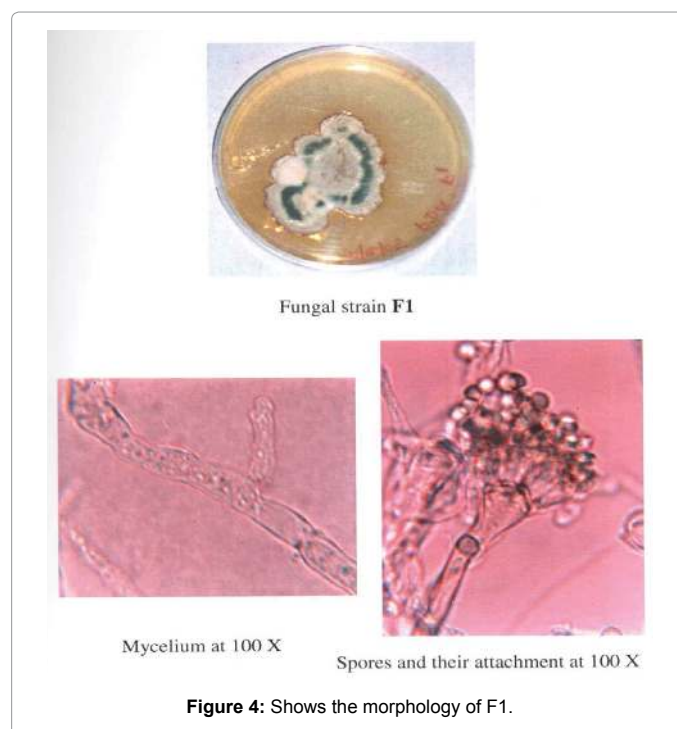 Fungal strain F1
Mycelium at 100 X
Spores and their attachment at 100 X
Figure 4: Shows the morphology of F1.